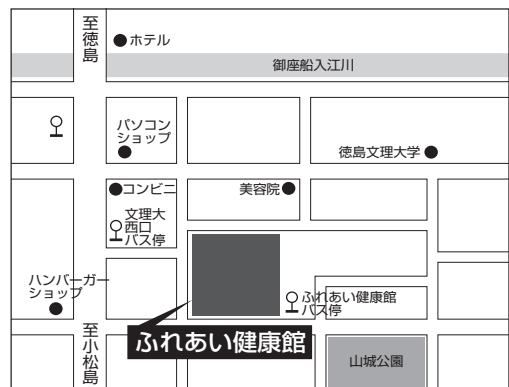 至徳島
ホテル
御座船入江川
パソコン
ショップ
徳島文理大学
コンビニ
美容院
文理大
西口
バス停
ハンバーガー
ショップ
ふれあい健康館
バス停
至小松島
ふれあい健康館
山城公園